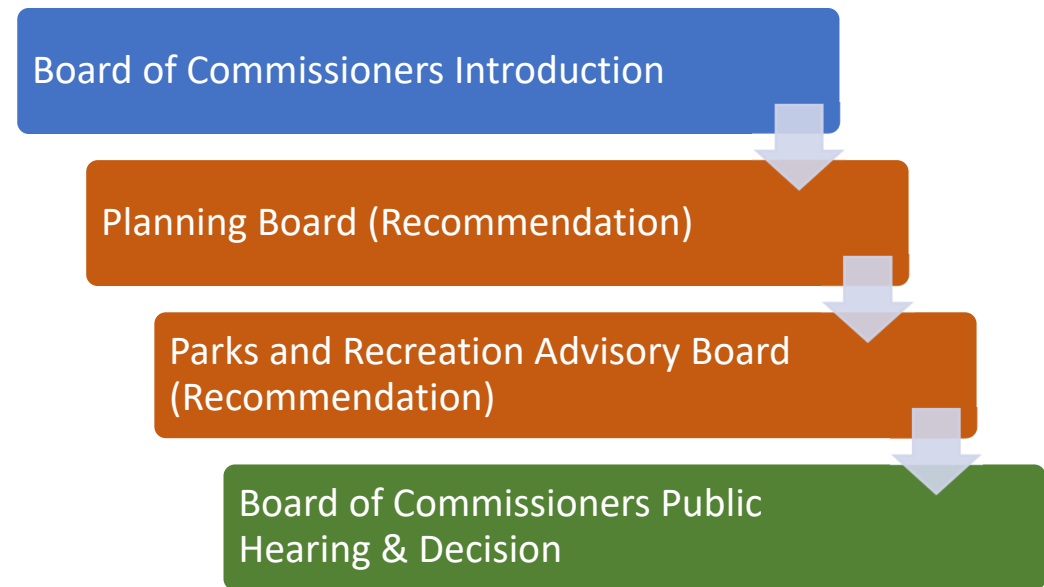 Board of Commissioners Introduction
Planning Board (Recommendation)
Parks and Recreation Advisory Board
(Recommendation)
Board of Commissioners Public
Hearing & Decision